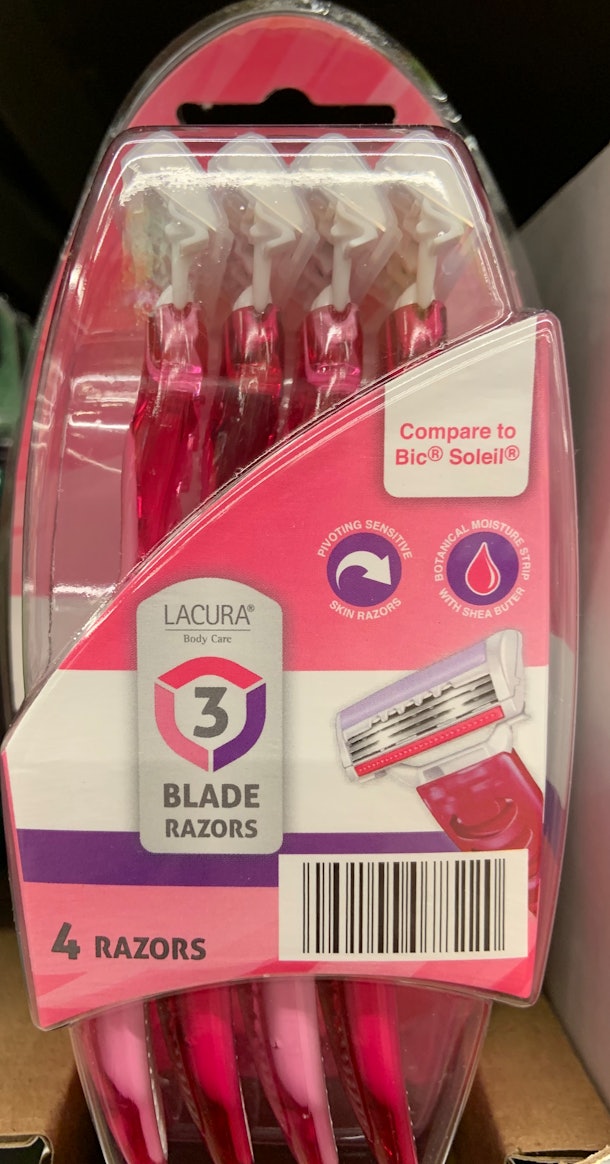 Compare to
Bic® Soleil®
PIVOTING SENSITIVE
SKIN RAZORS
BOTANICAL MOISTURE STRIP
WITH SHEA BUTER
LACURA®
Body Care
3
BLADE
RAZORS
4 RAZORS